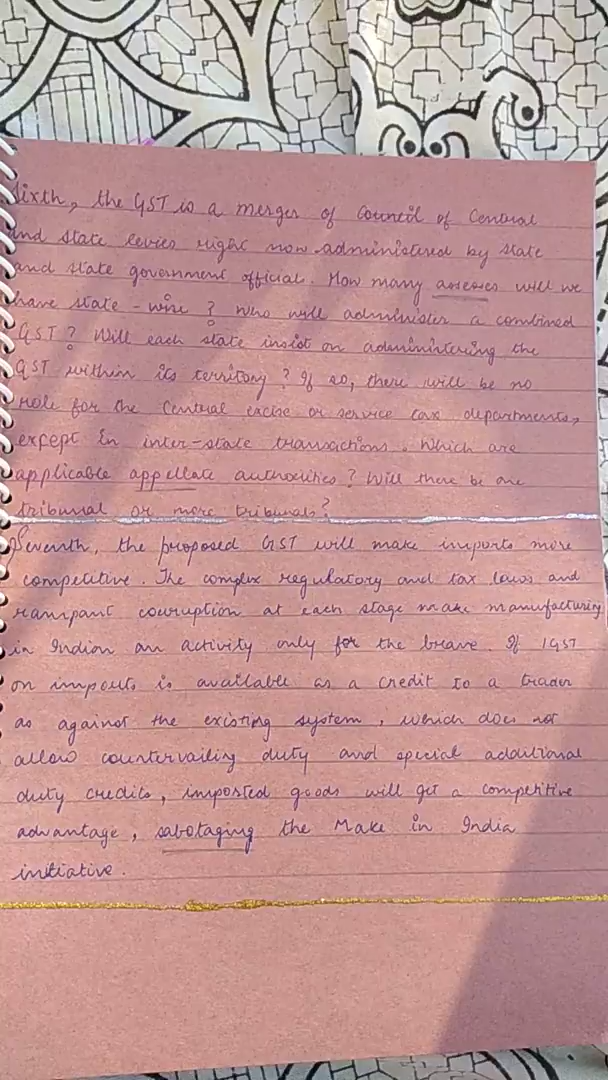 Sixth, the GST is a merger of Council of Central
and state levies right now administered by state
and state government official. How many assesses will we
have state-wise ? Who will administer a combined
GST ? Will each state insist on administering the
GST within its territory ? If so, there will be no
role for the Central excise or service tax departments,
except in inter-state transactions. Which are
applicable appellate authorities ? Will there be one
tribunal or more tribunals?
Seventh, the proposed GST will make imports more
competitive. The complex regulatory and tax laws and
rampant corruption at each stage make manufacturing
in Indian an activity only for the brave. If IGST
on imports is available as a credit to a trader
as against the existing system, which does not
allow countervailing duty and special additional
duty credits, imported goods will get a competitive
advantage, sabotaging the Make in India
initiative.